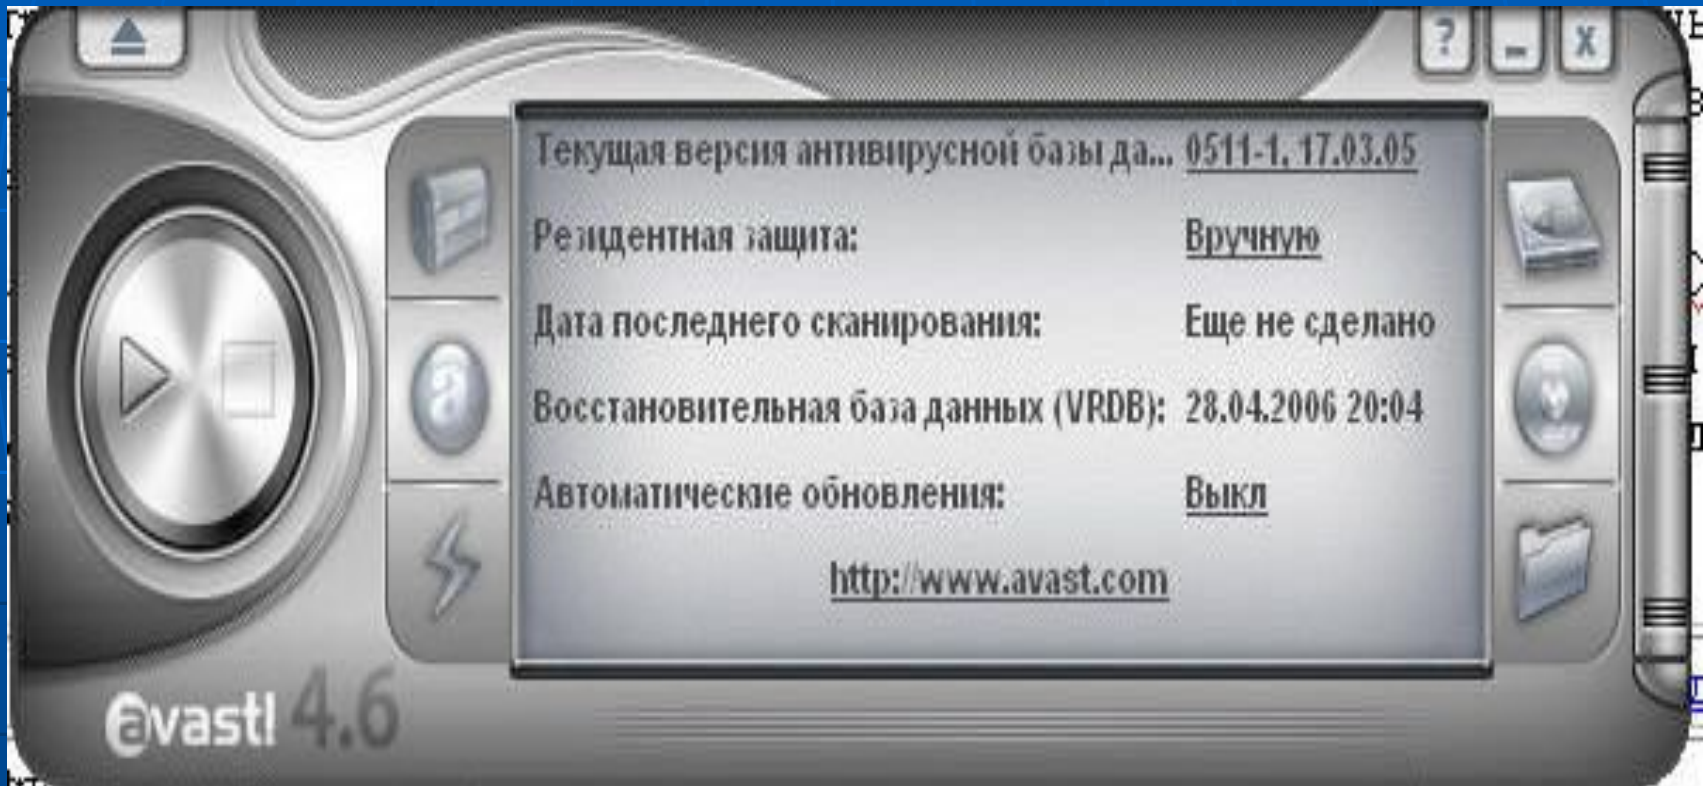 ? - x
Текущая версия антивирусной базы да... 0511-1, 17.03.05
Резидентная защита: Вручную
Дата последнего сканирования: Еще не сделано
Восстановительная база данных (VRDB): 28.04.2006 20:04
Автоматические обновления: Выкл
http://www.avast.com
avast! 4.6